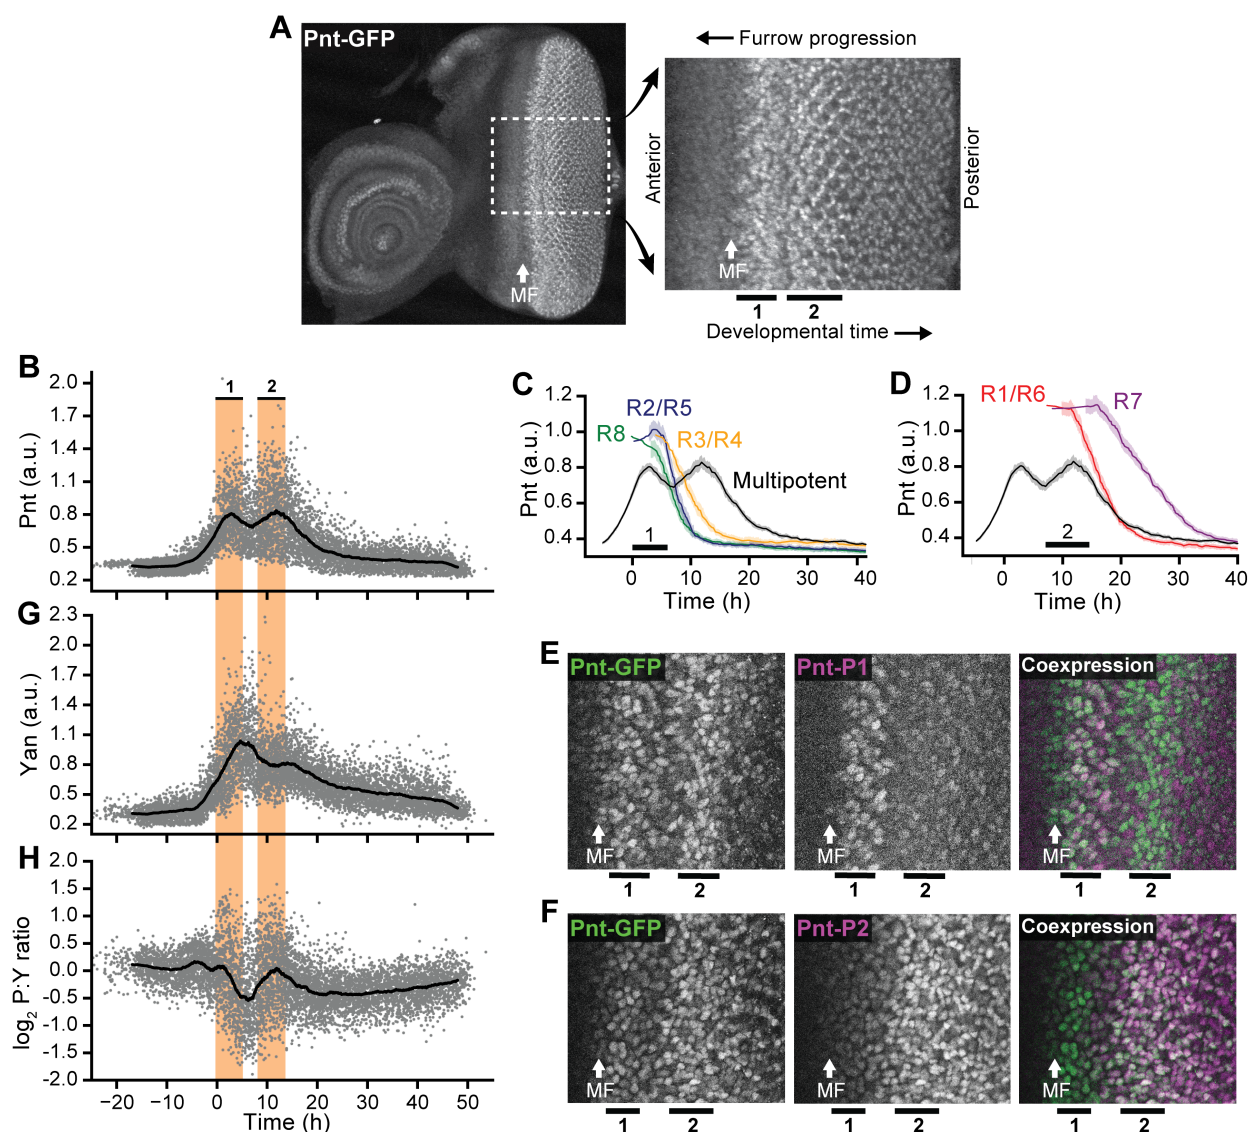 A
Pnt-GFP
MF
Furrow progression
Anterior
Posterior
MF
1 2
Developmental time
B
Pnt (a.u.)
2.0
1.7
1.4
1.1
0.8
0.5
0.2
1 2
C
Pnt (a.u.)
1.2
1.0
0.8
0.6
0.4
R2/R5
R8
R3/R4
Multipotent
1
0 10 20 30 40
Time (h)
D
Pnt (a.u.)
1.2
1.0
0.8
0.6
0.4
R1/R6
R7
2
0 10 20 30 40
Time (h)
G
Yan (a.u.)
2.3
2.0
1.7
1.4
1.1
0.8
0.5
0.2
H
log2 P:Y ratio
2.0
1.5
1.0
0.5
0.0
-0.5
-1.0
-1.5
-2.0
−20 −10 0 10 20 30 40 50
Time (h)
E
Pnt-GFP
MF
1 2
Pnt-P1
MF
1 2
Coexpression
MF
1 2
F
Pnt-GFP
MF
1 2
Pnt-P2
MF
1 2
Coexpression
MF
1 2